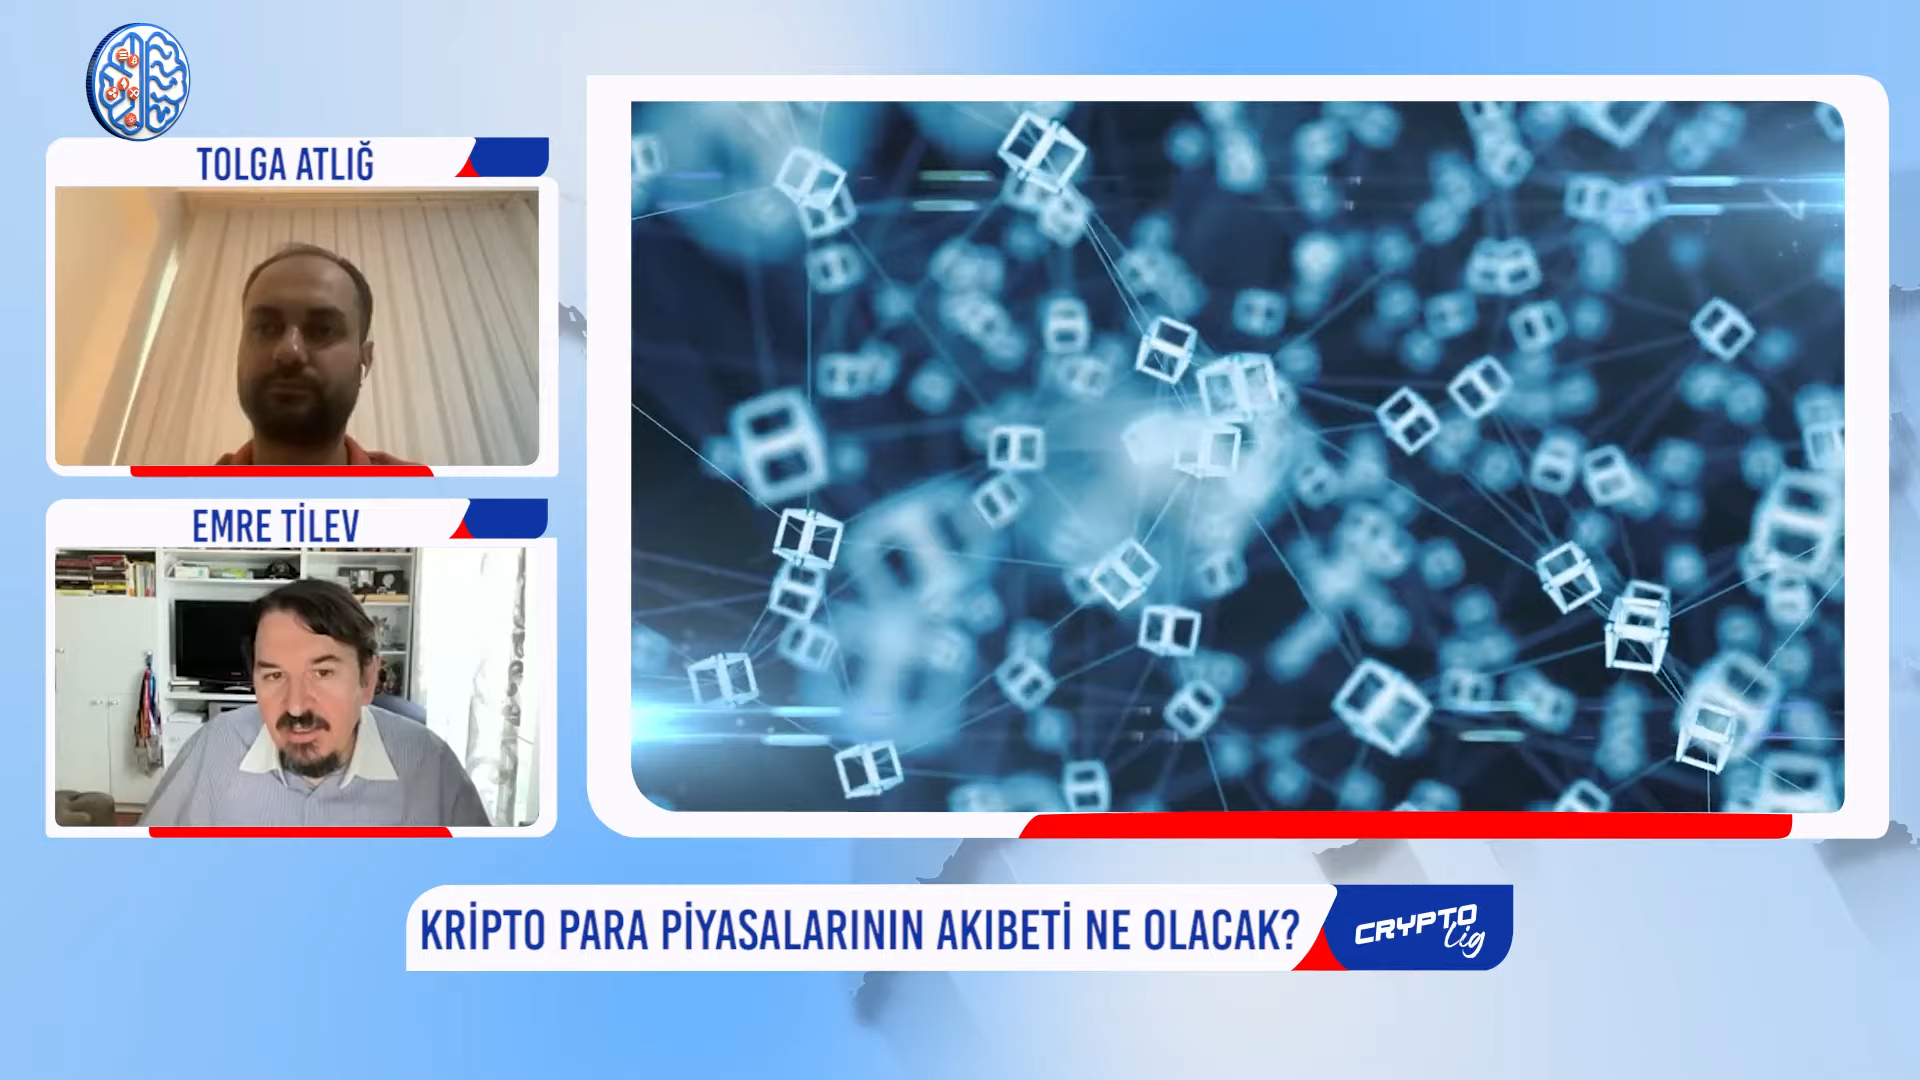 TOLGA ATLIĞ
EMRE TİLEV
KRİPTO PARA PİYASALARININ AKIBETİ NE OLACAK?
CRYPTO
Lig